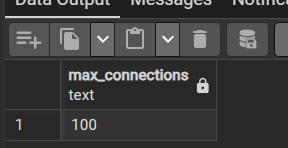 Data Output Messages
max_connections
text
1 100